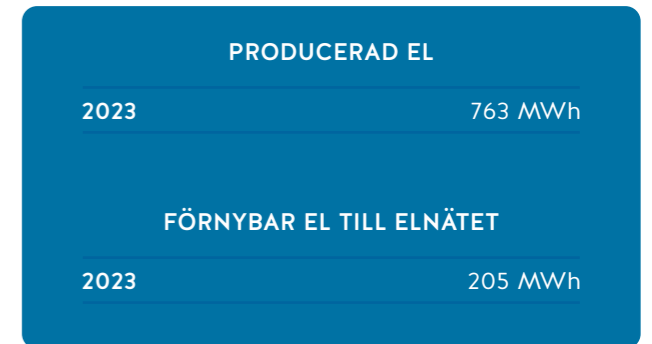 PRODUCERAD EL
2023 763 MWh
FÖRNYBAR EL TILL ELNÄTET
2023 205 MWh